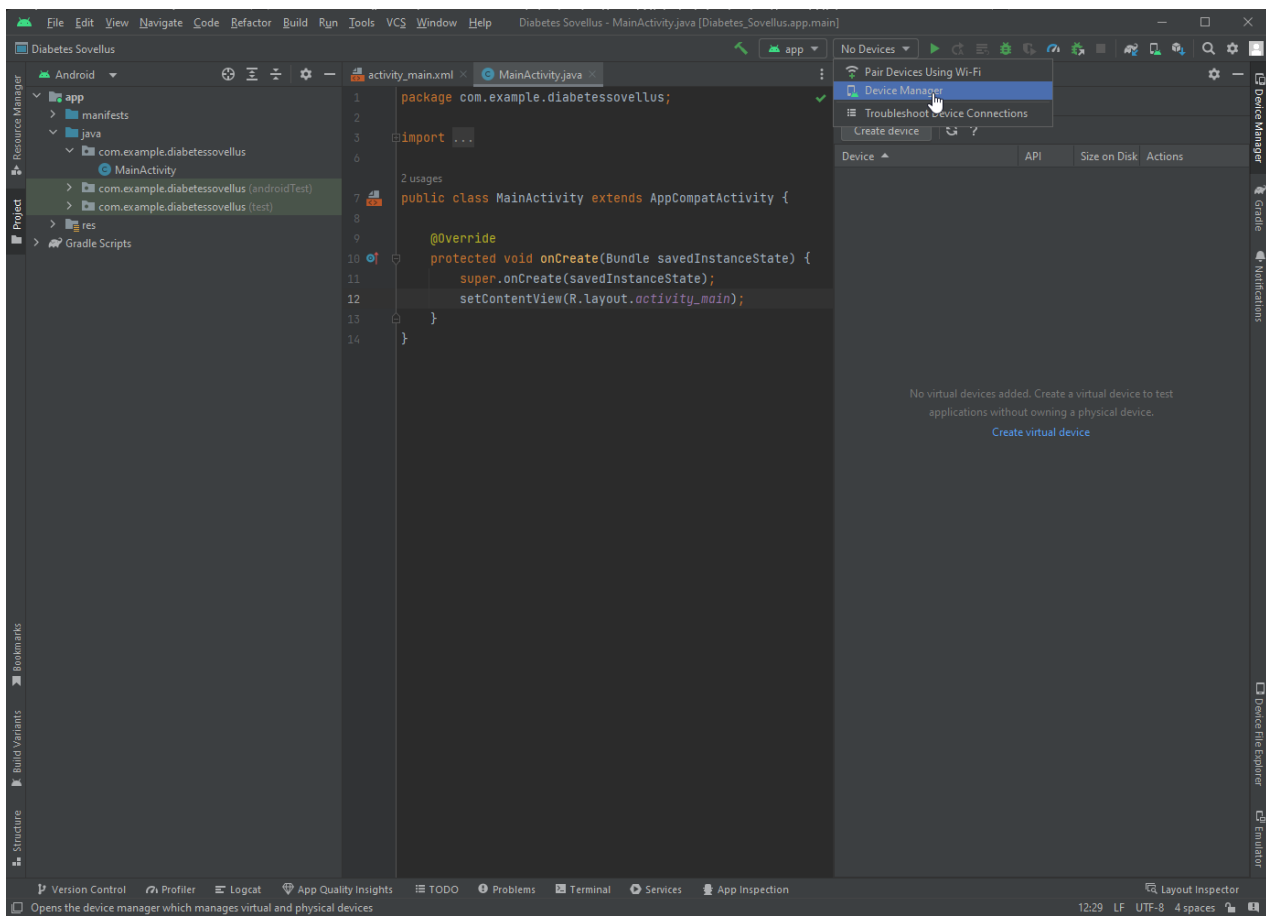 File Edit View Navigate Code Refactor Build Run Tools VCS Window Help Diabetes Sovellus - MainActivity.java [Diabetes_Sovellus.app.main]
Diabetes Sovellus app No Devices
Android activity_main.xml MainActivity.java
Pair Devices Using Wi-Fi
Device Manager
Troubleshoot Device Connections
Create device ?
Device API Size on Disk Actions
No virtual devices added. Create a virtual device to test
applications without owning a physical device.
Create virtual device
app
manifests
java
com.example.diabetessovellus
MainActivity
com.example.diabetessovellus (androidTest)
com.example.diabetessovellus (test)
res
Gradle Scripts
1 package com.example.diabetessovellus;
2
3 import ...
6
2 usages
7 public class MainActivity extends AppCompatActivity {
8
9 @Override
10 protected void onCreate(Bundle savedInstanceState) {
11 super.onCreate(savedInstanceState);
12 setContentView(R.layout.activity_main);
13 }
14 }
Resource Manager
Project
Bookmarks
Build Variants
Structure
Device Manager
Gradle
Notifications
Device File Explorer
Emulator
Version Control Profiler Logcat App Quality Insights TODO Problems Terminal Services App Inspection Layout Inspector
Opens the device manager which manages virtual and physical devices 12:29 LF UTF-8 4 spaces